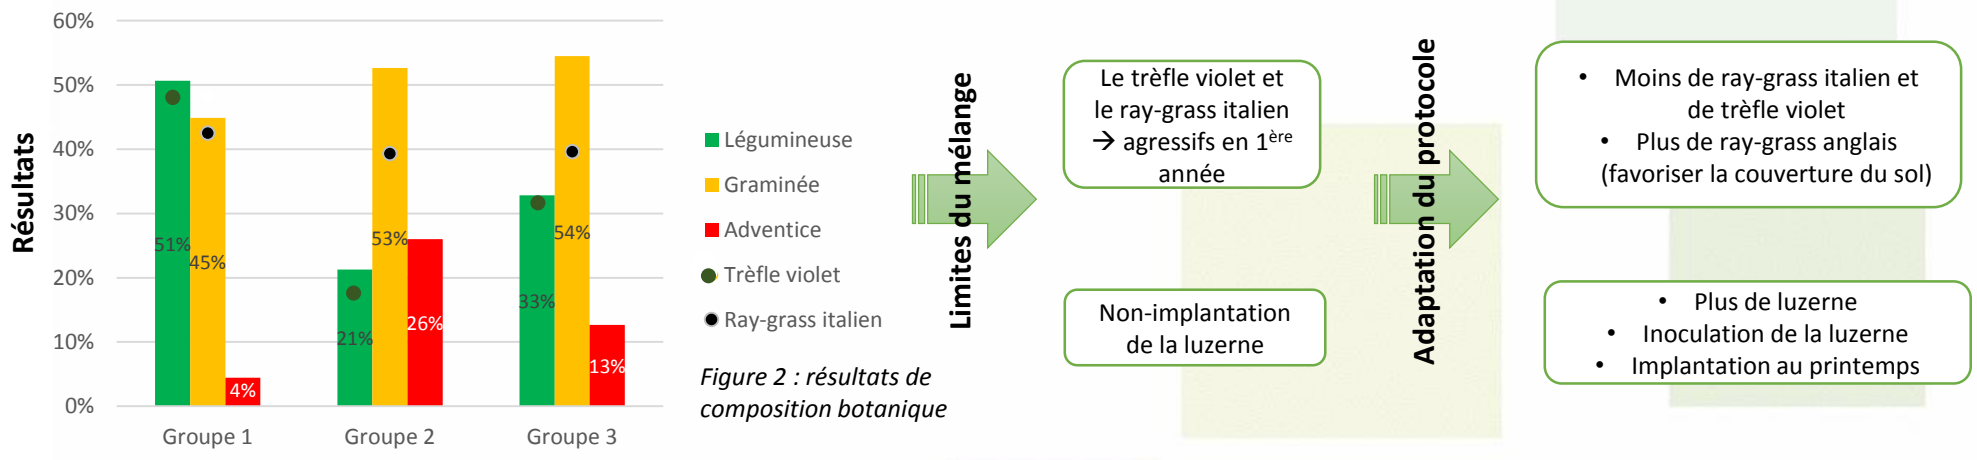 Résultats
60%
50%
40%
30%
20%
10%
0%
51%
45%
4%
21%
53%
26%
33%
54%
13%
Groupe 1
Groupe 2
Groupe 3
Légumineuse
Graminée
Adventice
Trèfle violet
Ray-grass italien
Figure 2 : résultats de
composition botanique
Limites du mélange
Le trèfle violet et
le ray-grass italien
→ agressifs en 1ère
année
Non-implantation
de la luzerne
Adaptation du protocole
• Moins de ray-grass italien et
de trèfle violet
• Plus de ray-grass anglais
(favoriser la couverture du sol)
• Plus de luzerne
• Inoculation de la luzerne
• Implantation au printemps